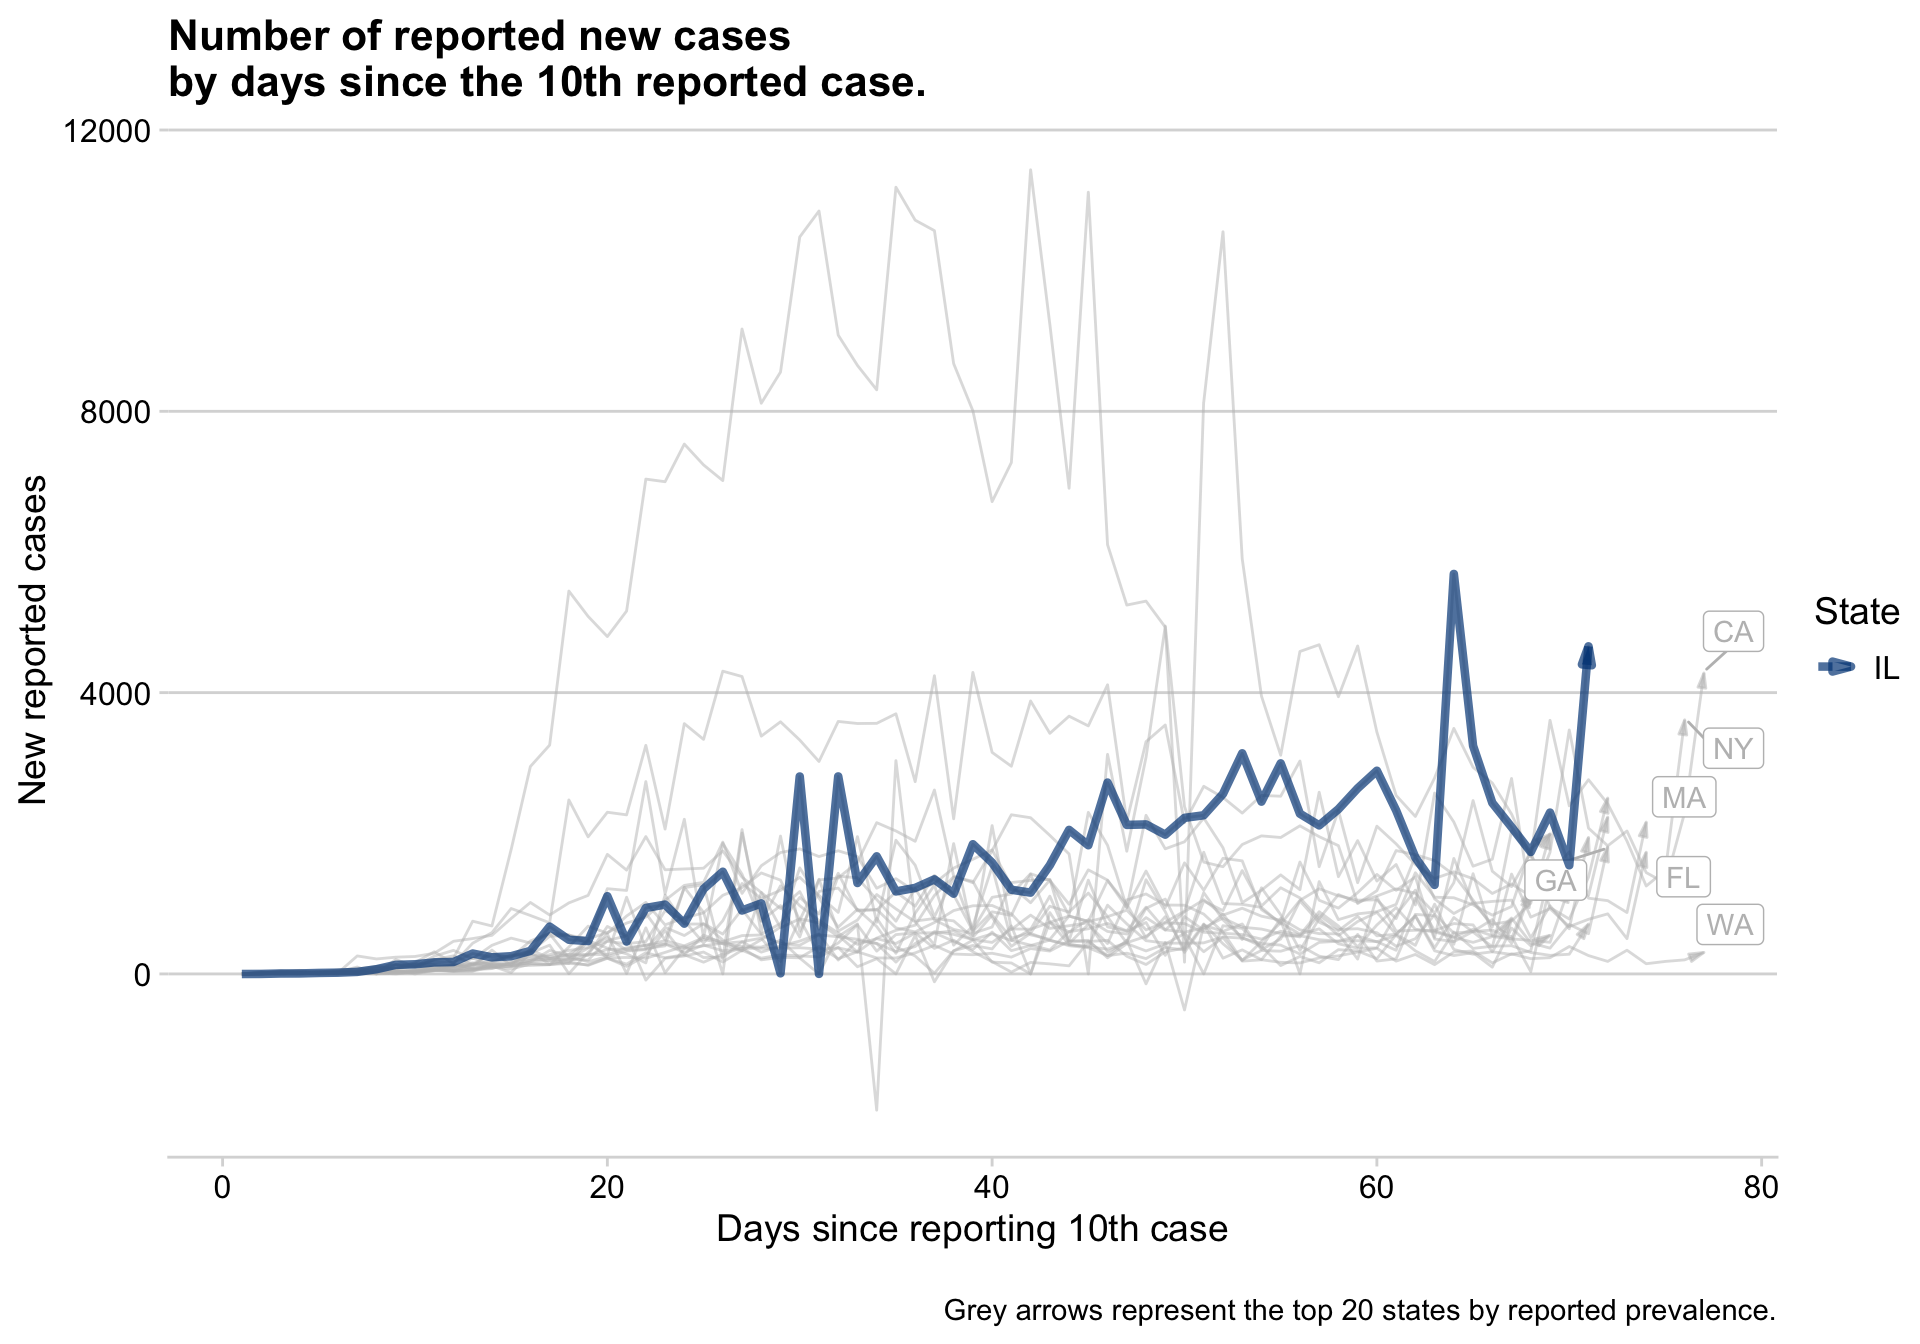 Number of reported new cases
by days since the 10th reported case.
12000
8000
4000
0
New reported cases
CA
NY
MA
GA
FL
WA
State
IL
0
20
40
60
80
Days since reporting 10th case
Grey arrows represent the top 20 states by reported prevalence.